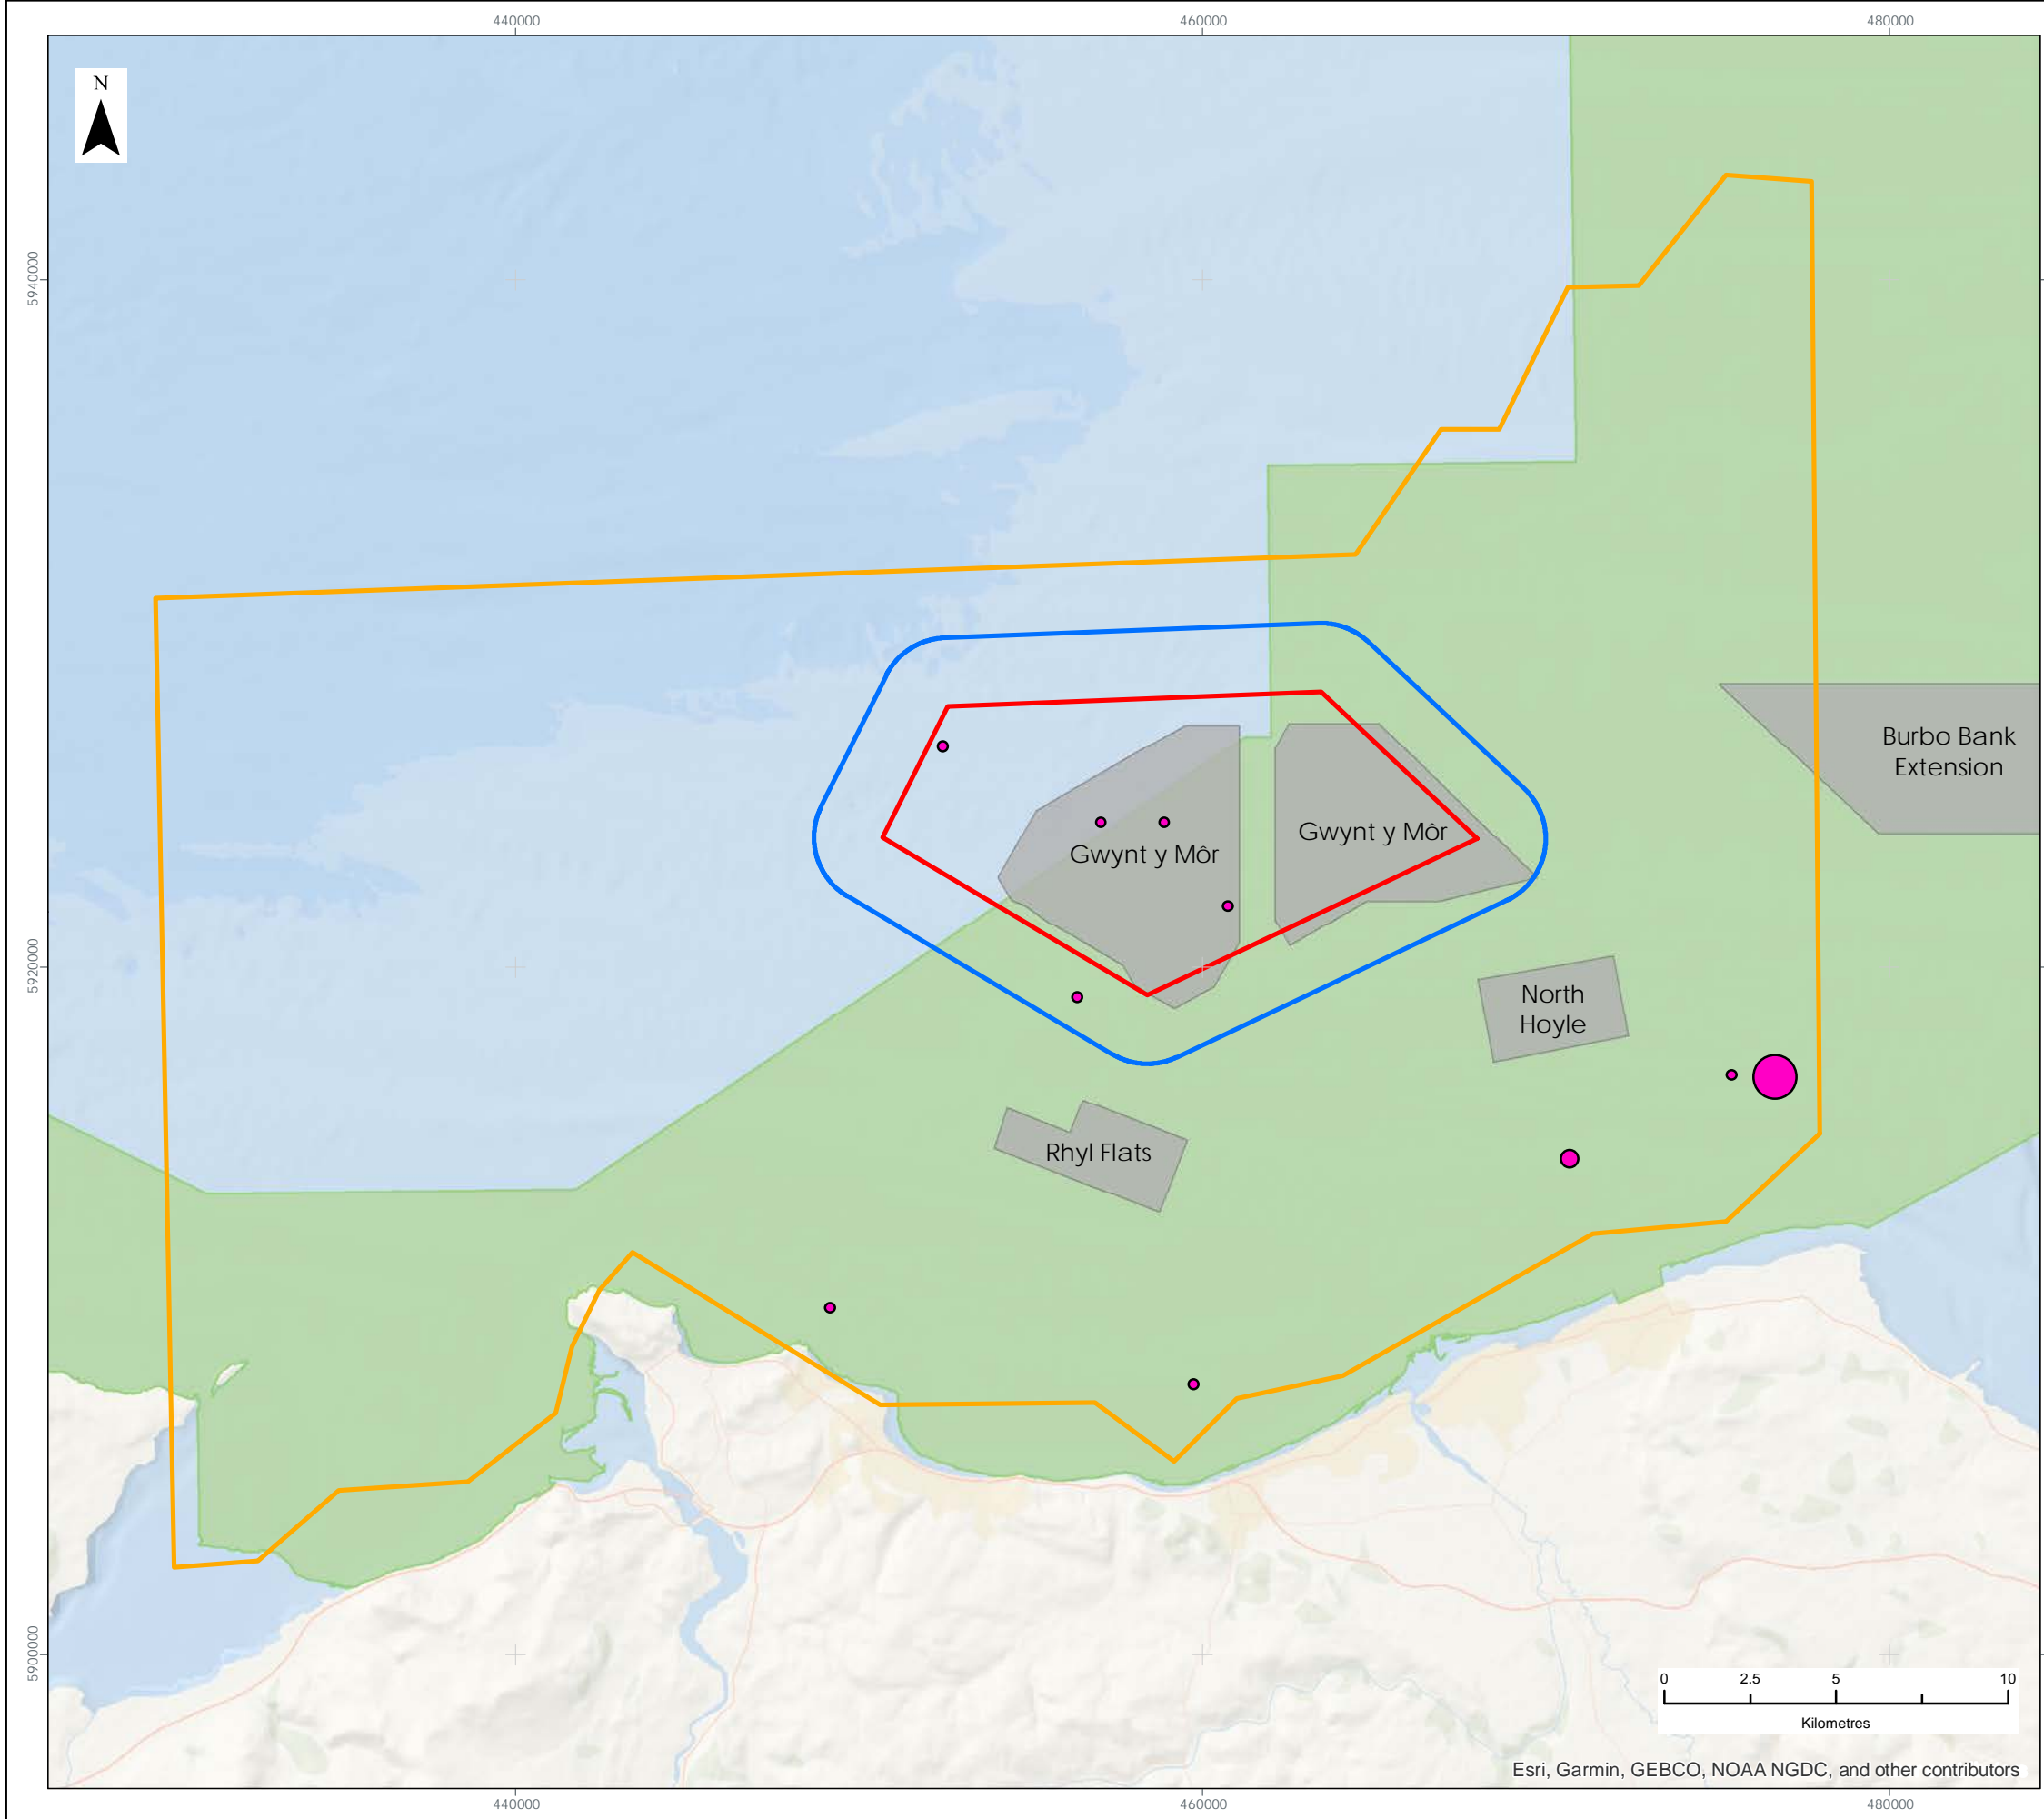 440000
460000
480000
N
5940000
Burbo Bank
Extension
Gwynt y Môr
Gwynt y Môr
5920000
North
Hoyle
Rhyl Flats
5900000
0 2.5 5 10
Kilometres
Esri, Garmin, GEBCO, NOAA NGDC, and other contributors
440000
460000
480000